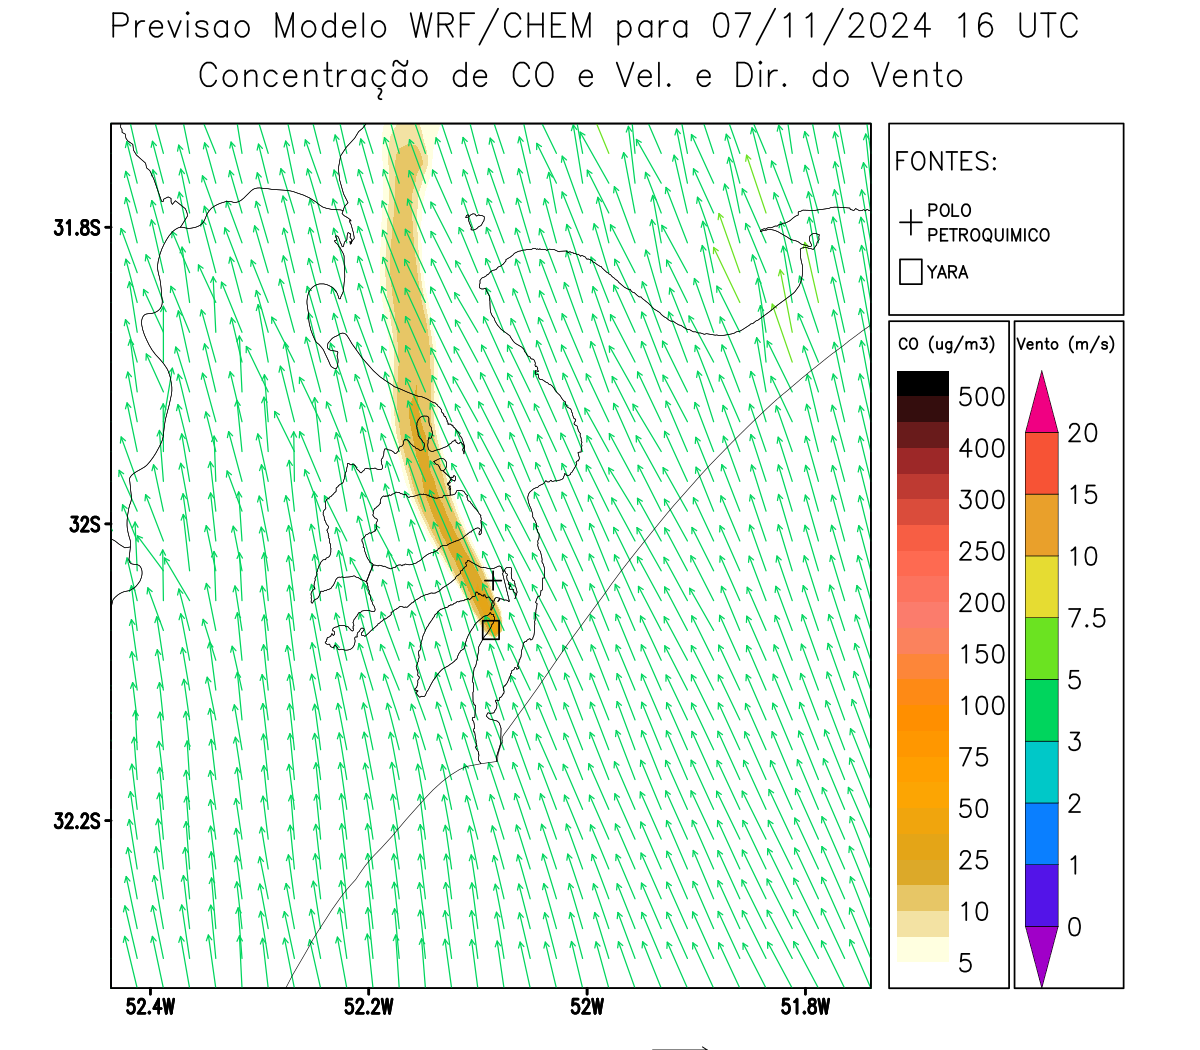 Previsao Modelo WRF/CHEM para 07/11/2024 16 UTC
Concentração de CO e Vel. e Dir. do Vento
FONTES:
POLO
PETROQUIMICO
YARA
CO (ug/m3)
500
400
300
250
200
150
100
75
50
25
10
5
Vento (m/s)
20
15
10
7.5
5
3
2
1
0
31.8S
32S
32.2S
52.4W
52.2W
52W
51.8W